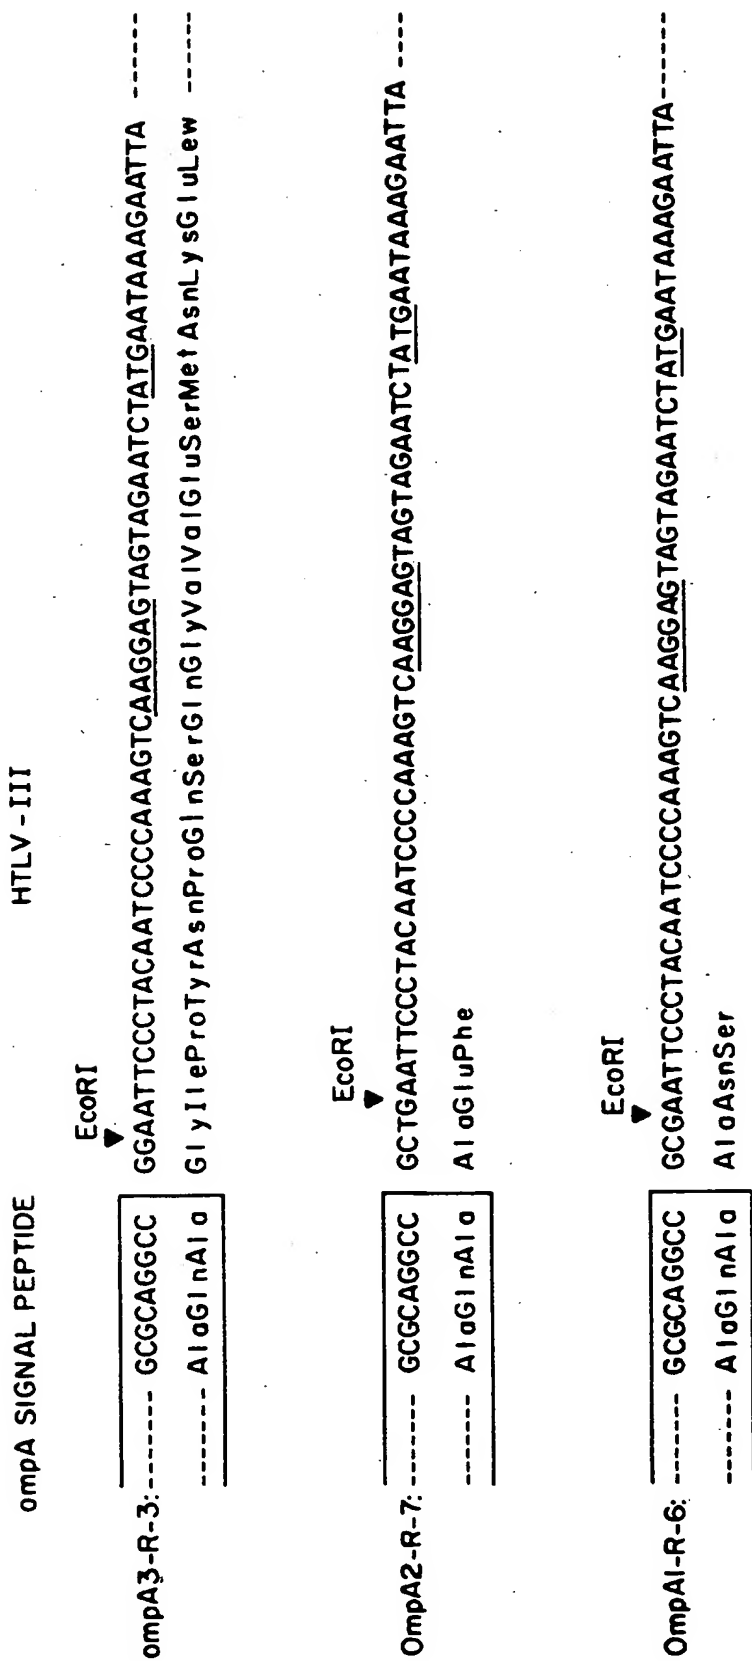 ompA SIGNAL PEPTIDE HTLV-III
EcoRI
ompA3-R-3:-------- GCGCAGGCC GGAATTCCCTACAATCCCCAAAGTCAAGGAGTAGTAGAATCTATGAATAAAGAATTA ------
------- AlaGlnAla GlyIleProTyrAsnProGlnSerGlnGlyValValGluSerMetAsnLysGluLew ------
EcoRI
OmpA2-R-7: ------- GCGCAGGCC GCTGAATTCCCTACAATCCCCAAAGTCAAGGAGTAGTAGAATCTATGAATAAAGAATTA ----
------- AlaGlnAla AlaGluPhe
EcoRI
OmpA1-R-6: ------- GCGCAGGCC GCGAATTCCCTACAATCCCCAAAGTCAAGGAGTAGTAGAATCTATGAATAAAGAATTA------
------- AlaGlnAla AlaAsnSer